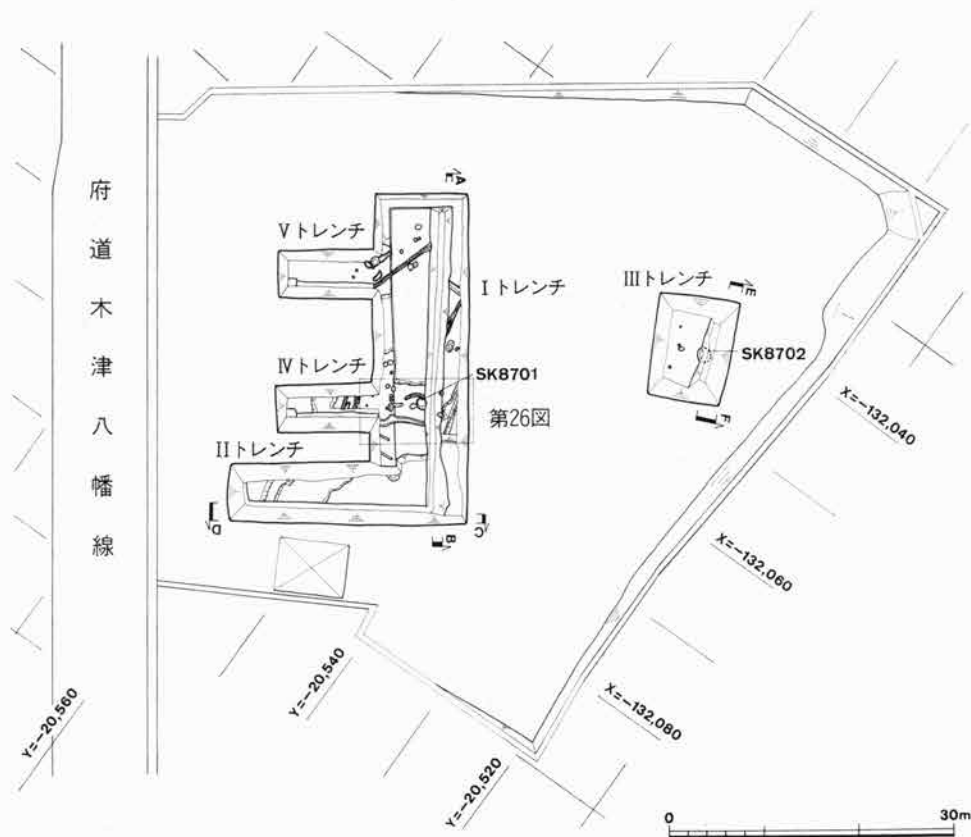 府道木津八幡線
Vトレンチ
A
Iトレンチ
IIIトレンチ
E
SK8702
IVトレンチ
SK8701
第26図
F
IIトレンチ
D
B
C
X=-132,040
X=-132,060
X=-132,080
Y=-20,540
Y=-20,560
Y=-20,520
0
30m